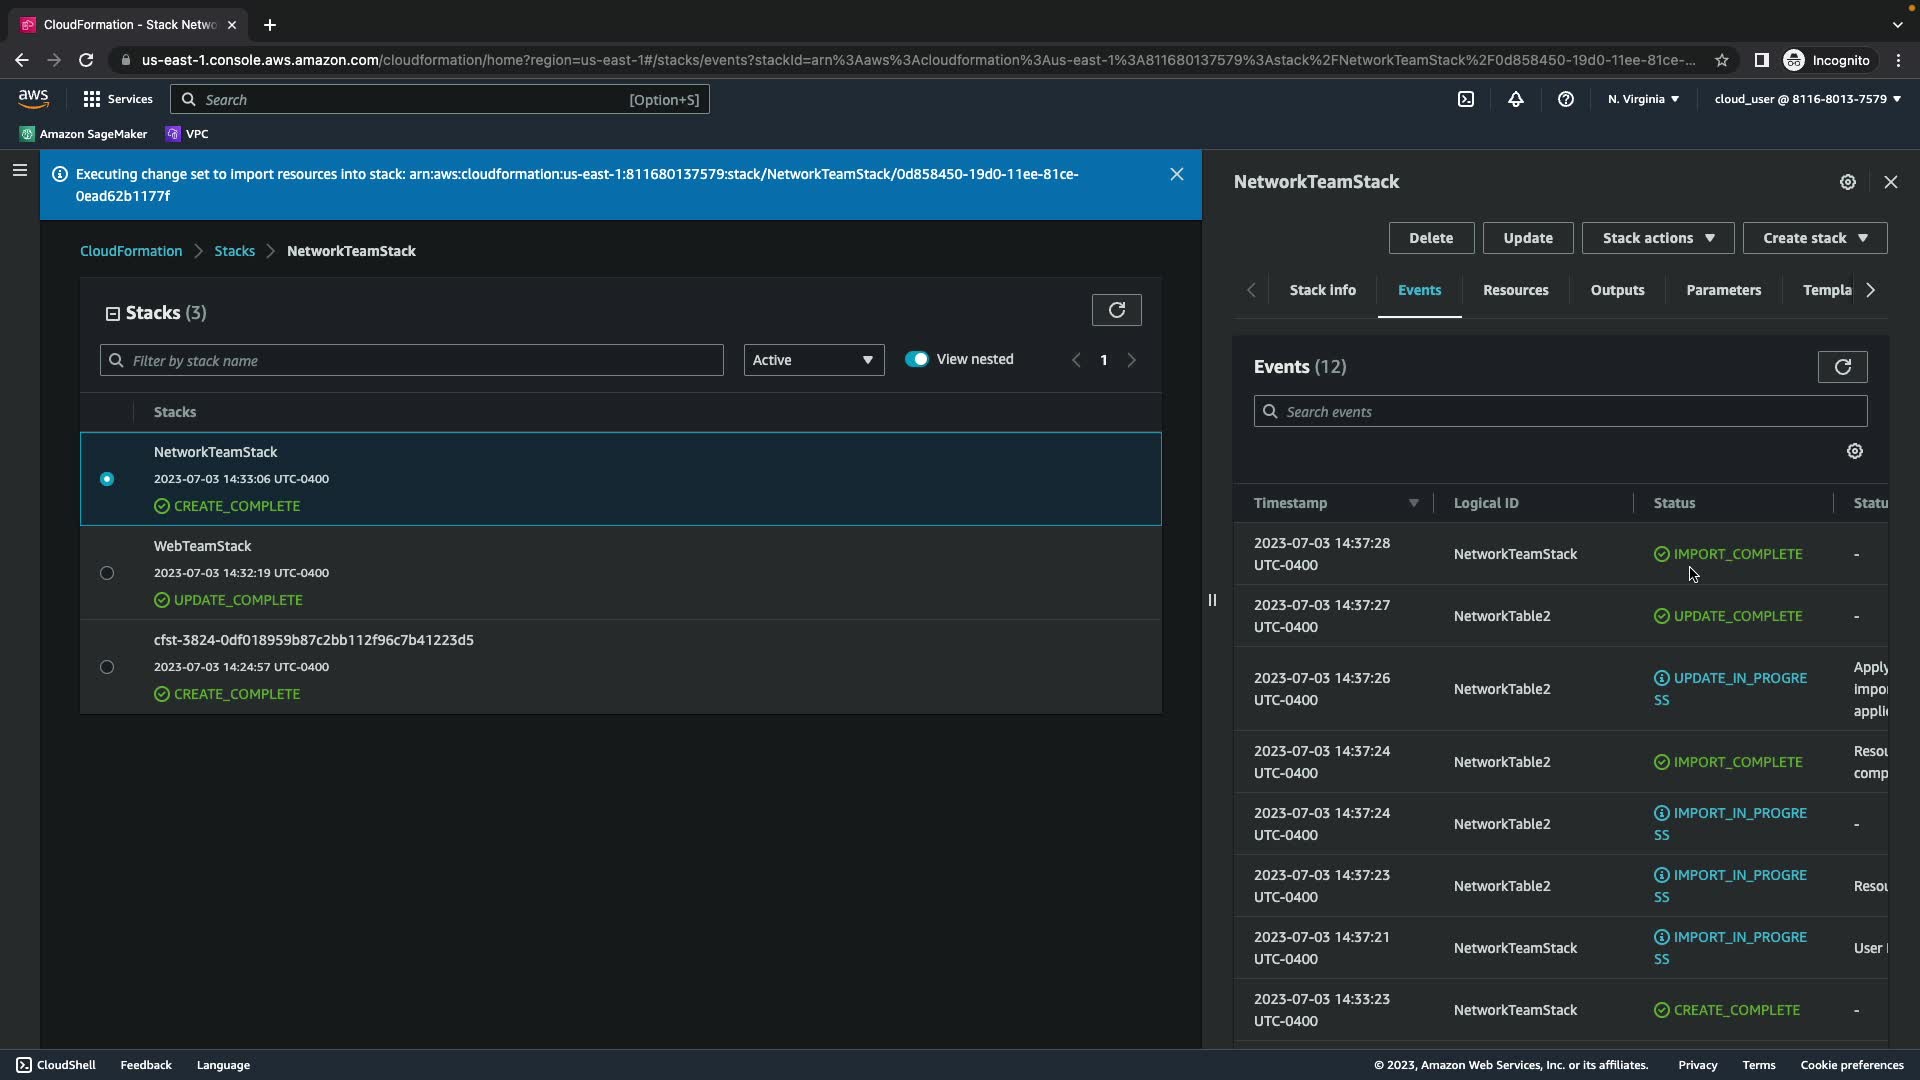 CloudFormation - Stack Netwo
us-east-1.console.aws.amazon.com/cloudformation/home?region=us-east-1#/stacks/events?stackId=arn%3Aaws%3Acloudformation%3Aus-east-1%3A811680137579%3Astack%2FNetworkTeamStack%2F0d858450-19d0-11ee-81ce-...
Incognito
aws
Services
Search
[Option+S]
N. Virginia
cloud_user @ 8116-8013-7579
Amazon SageMaker
VPC
Executing change set to import resources into stack: arn:aws:cloudformation:us-east-1:811680137579:stack/NetworkTeamStack/0d858450-19d0-11ee-81ce-
0ead62b1177f
CloudFormation
Stacks
NetworkTeamStack
Stacks (3)
Filter by stack name
Active
View nested
1
Stacks
NetworkTeamStack
2023-07-03 14:33:06 UTC-0400
CREATE_COMPLETE
WebTeamStack
2023-07-03 14:32:19 UTC-0400
UPDATE_COMPLETE
cfst-3824-0df018959b87c2bb112f96c7b41223d5
2023-07-03 14:24:57 UTC-0400
CREATE_COMPLETE
NetworkTeamStack
Delete
Update
Stack actions
Create stack
Stack info
Events
Resources
Outputs
Parameters
Templa
Events (12)
Search events
Timestamp
Logical ID
Status
Statu
2023-07-03 14:37:28
UTC-0400
NetworkTeamStack
IMPORT_COMPLETE
-
2023-07-03 14:37:27
UTC-0400
NetworkTable2
UPDATE_COMPLETE
-
2023-07-03 14:37:26
UTC-0400
NetworkTable2
UPDATE_IN_PROGRE
SS
Apply
impo
applie
2023-07-03 14:37:24
UTC-0400
NetworkTable2
IMPORT_COMPLETE
Resou
comp
2023-07-03 14:37:24
UTC-0400
NetworkTable2
IMPORT_IN_PROGRE
SS
-
2023-07-03 14:37:23
UTC-0400
NetworkTable2
IMPORT_IN_PROGRE
SS
Resou
2023-07-03 14:37:21
UTC-0400
NetworkTeamStack
IMPORT_IN_PROGRE
SS
User
2023-07-03 14:33:23
UTC-0400
NetworkTeamStack
CREATE_COMPLETE
-
CloudShell
Feedback
Language
© 2023, Amazon Web Services, Inc. or its affiliates.
Privacy
Terms
Cookie preferences